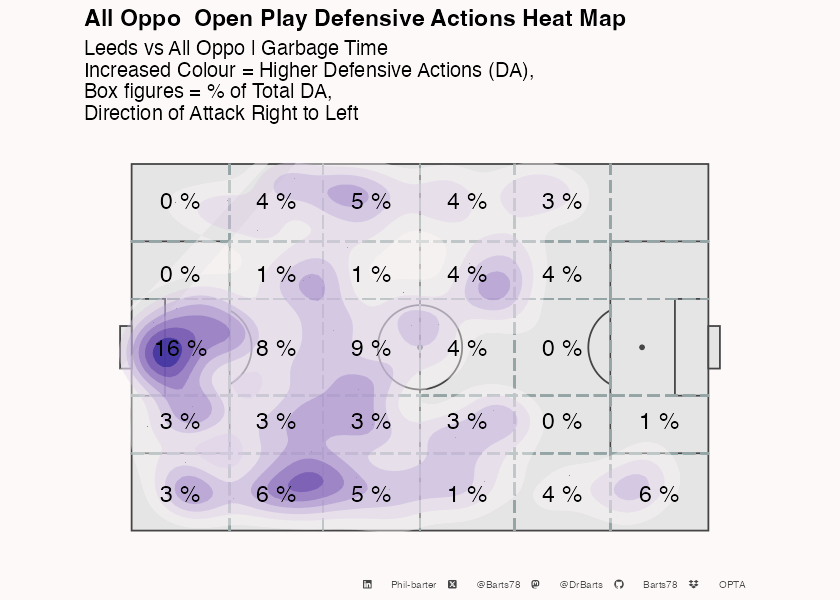 All Oppo  Open Play Defensive Actions Heat Map
Leeds vs All Oppo I Garbage Time
Increased Colour = Higher Defensive Actions (DA),
Box figures = % of Total DA,
Direction of Attack Right to Left
0 % 4 % 5 % 4 % 3 %
0 % 1 % 1 % 4 % 4 %
16 % 8 % 9 % 4 % 0 %
3 % 3 % 3 % 3 % 0 % 1 %
3 % 6 % 5 % 1 % 4 % 6 %
Phil-barter @Barts78 @DrBarts Barts78 OPTA